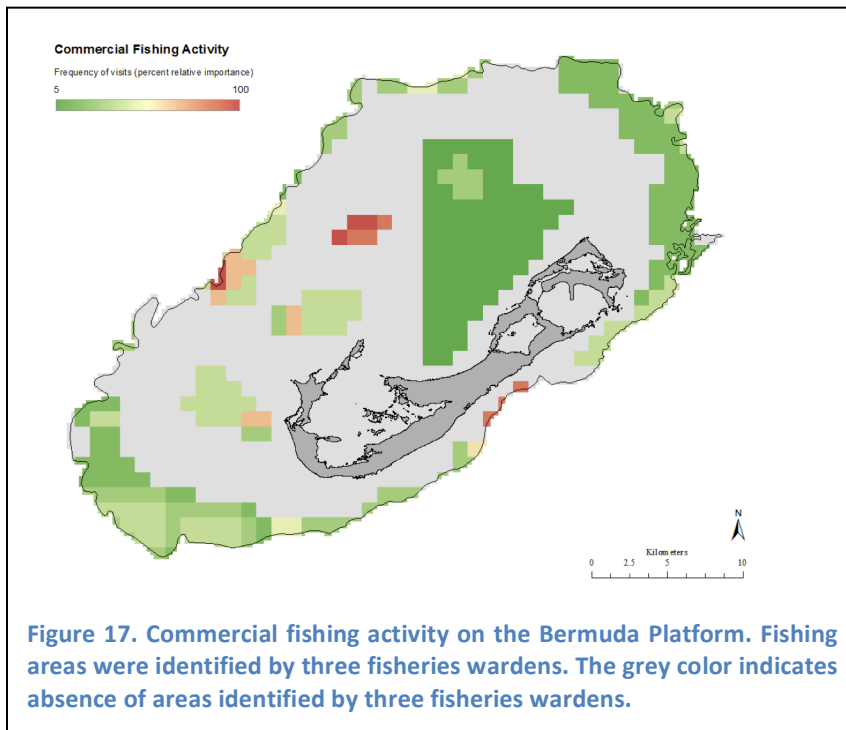 Commercial Fishing Activity
Frequency of visits (percent relative importance)
5 100
N
Kilometers
0 2.5 5 10
Figure 17. Commercial fishing activity on the Bermuda Platform. Fishing
areas were identified by three fisheries wardens. The grey color indicates
absence of areas identified by three fisheries wardens.